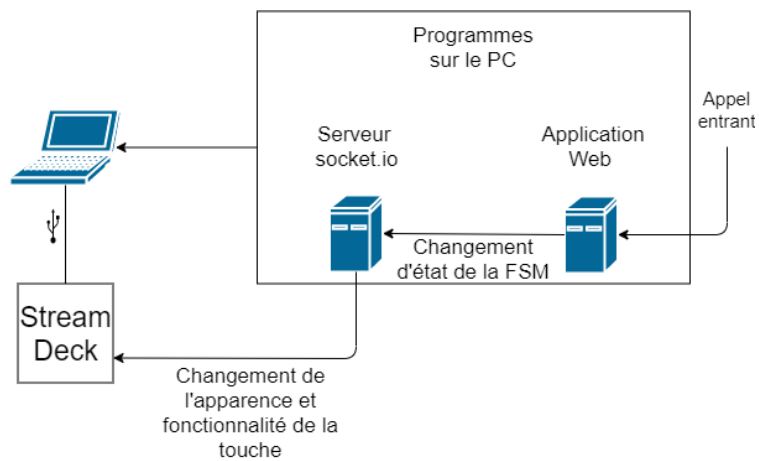 Programmes
sur le PC
Appel
entrant
Serveur
socket.io
Application
Web
Changement
d'état de la FSM
Stream
Deck
Changement de
l'apparence et
fonctionnalité de la
touche